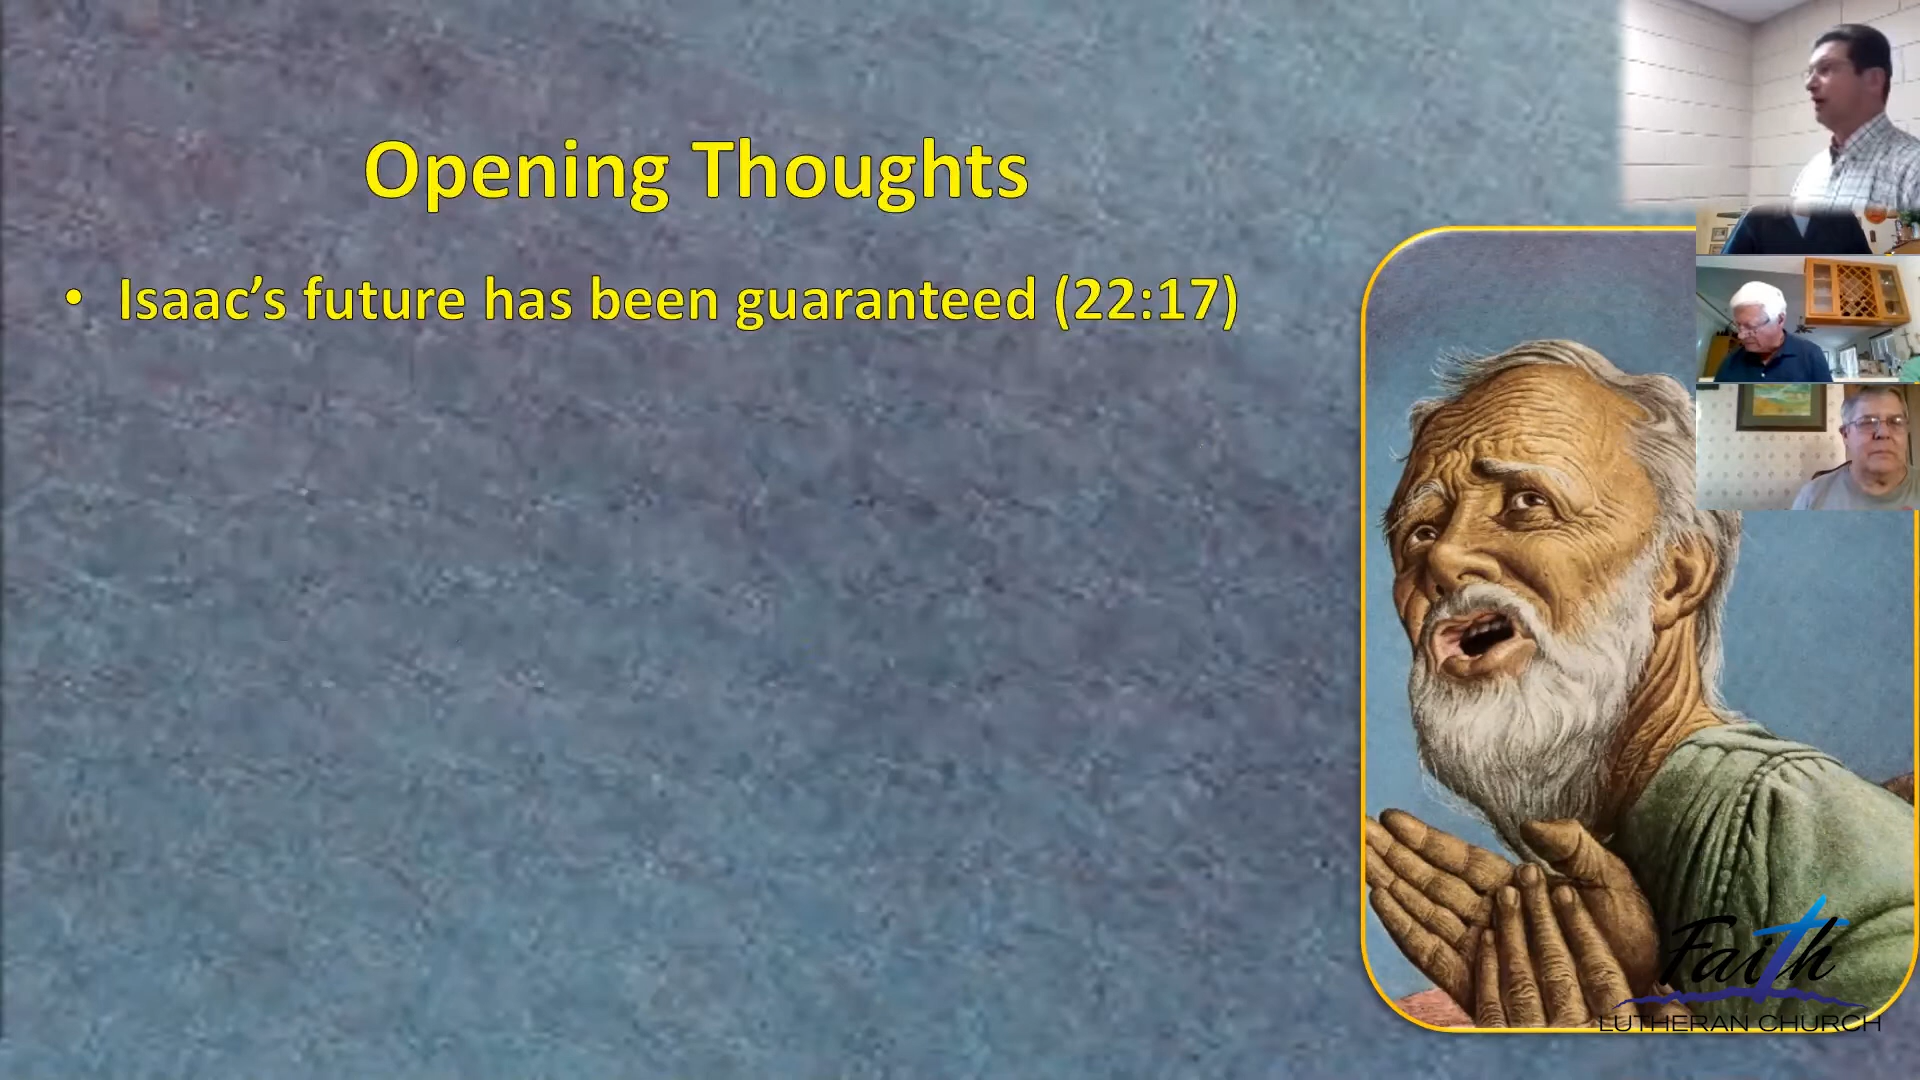 Opening Thoughts
• Isaac’s future has been guaranteed (22:17)
Faith
LUTHERAN CHURCH